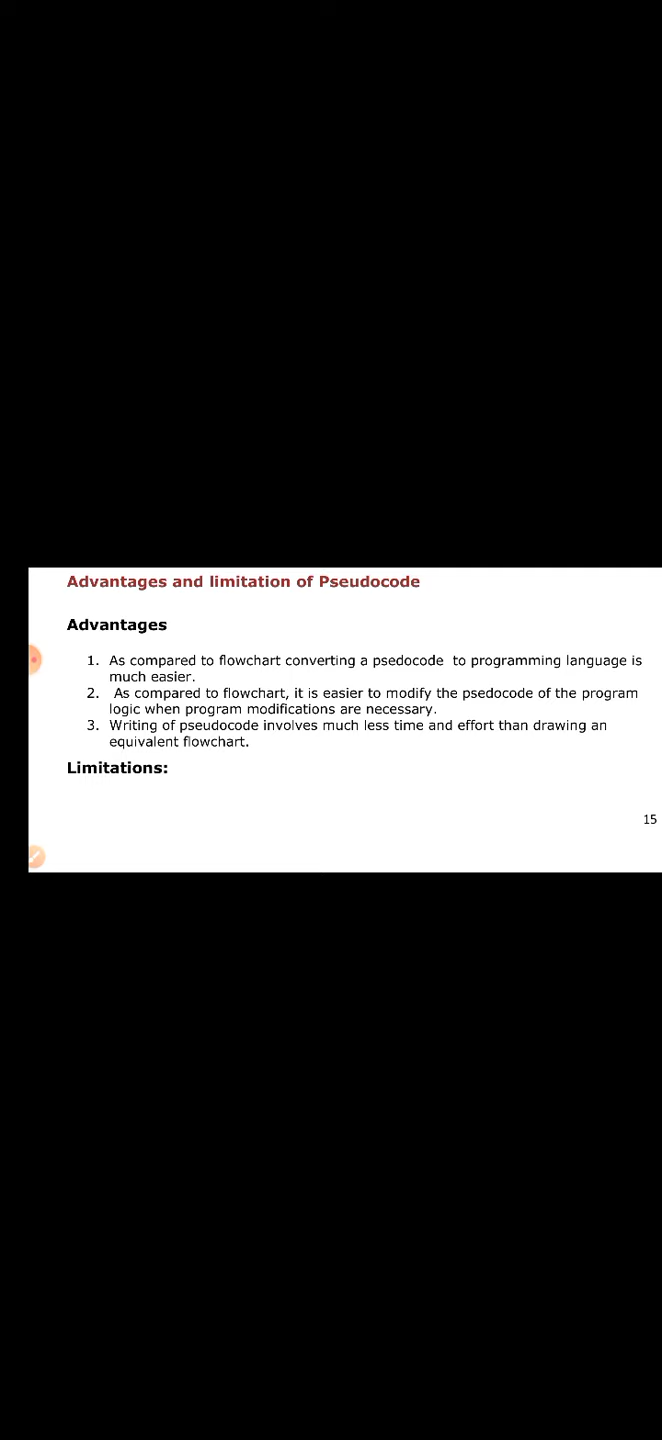 Advantages and limitation of Pseudocode
Advantages
1. As compared to flowchart converting a psedocode  to programming language is
much easier.
2.  As compared to flowchart, it is easier to modify the psedocode of the program
logic when program modifications are necessary.
3. Writing of pseudocode involves much less time and effort than drawing an
equivalent flowchart.
Limitations:
15